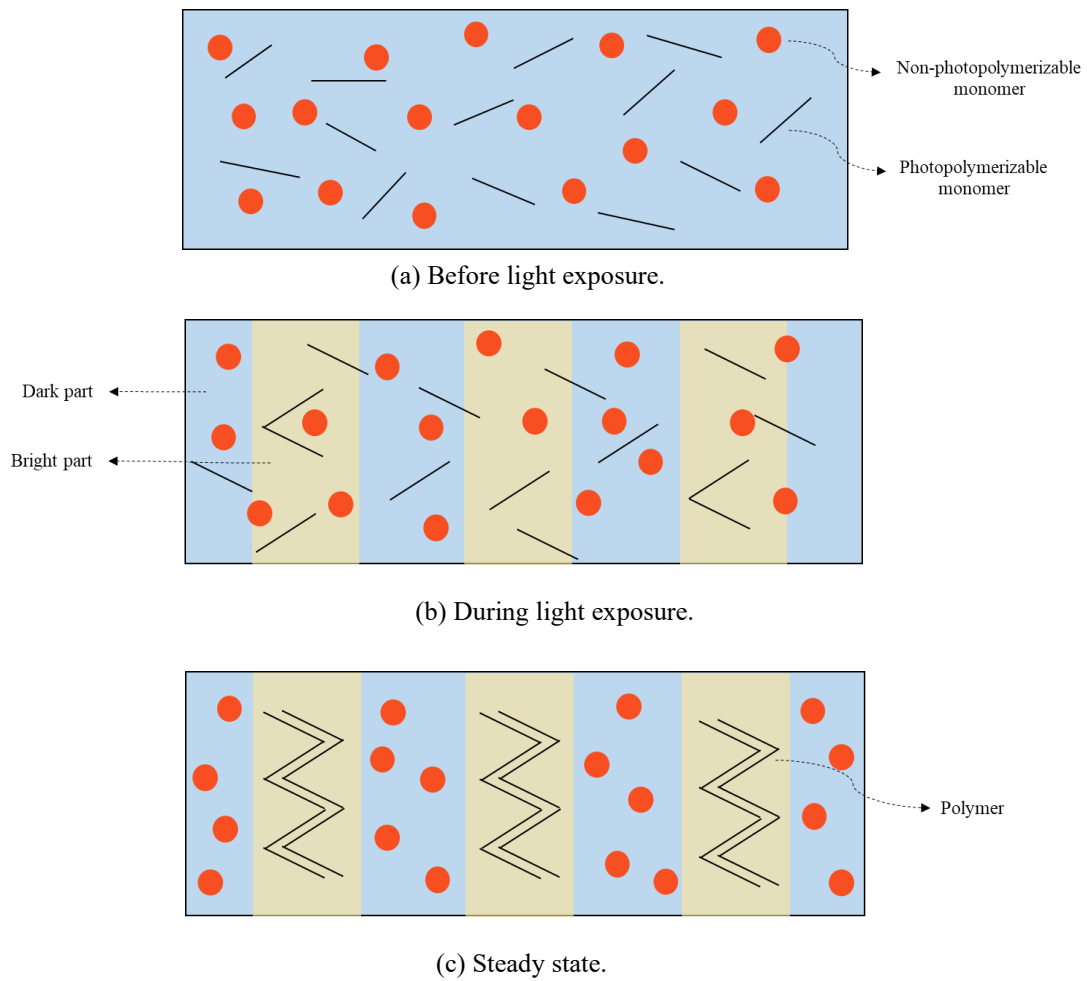 Non-photopolymerizable
monomer
Photopolymerizable
monomer
(a) Before light exposure.
Dark part
Bright part
(b) During light exposure.
Polymer
(c) Steady state.